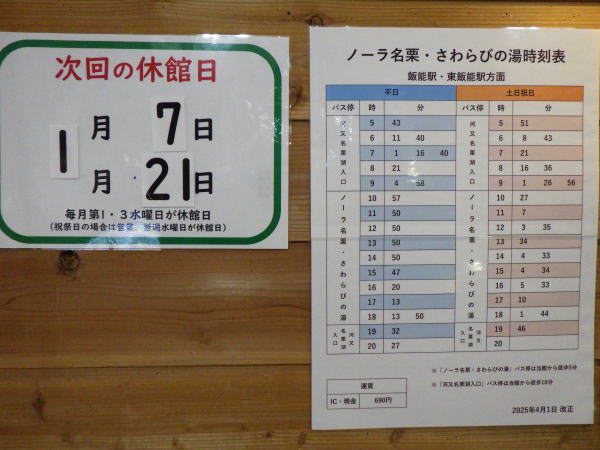 次回の休館日
1月 7日
月 21日
毎月第1・3水曜日が休館日
(祝祭日の場合は営業、翌週水曜日が休館日)
ノーラ名栗・さわらびの湯時刻表
飯能駅・東飯能駅方面
平日 土日祝日
バス停 時 分 バス停 時 分
河又名栗湖入口 5 43 河又名栗湖入口 5 51
6 11 40 6 8 43
7 1 16 40 7 21
8 21 8 16 36
9 4 58 9 1 26 56
ノーラ名栗・さわらびの湯 10 57 ノーラ名栗・さわらびの湯 10 27
11 50 11 7
12 50 12 3 35
13 50 13 34
14 50 14 5 33
15 47 15 4 34
16 20 16 5 33
17 13 17 10
18 13 50 18 1 44
河又名栗湖入口 19 32 河又名栗湖入口 19 46
20 27 20
※「ノーラ名栗・さわらびの湯」バス停は当館から徒歩5分
※「河又名栗湖入口」バス停は当館から徒歩10分
運賃
IC・現金 690円
2025年4月1日 改正